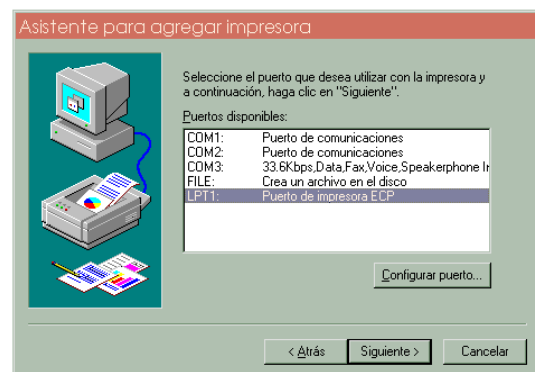 Asistente para agregar impresora
Seleccione el puerto que desea utilizar con la impresora y
a continuación, haga clic en "Siguiente".
Puertos disponibles:
COM1: Puerto de comunicaciones
COM2: Puerto de comunicaciones
COM3: 33.6Kbps,Data,Fax,Voice,Speakerphone In
FILE: Crea un archivo en el disco
LPT1: Puerto de impresora ECP
Configurar puerto...
< Atrás Siguiente > Cancelar